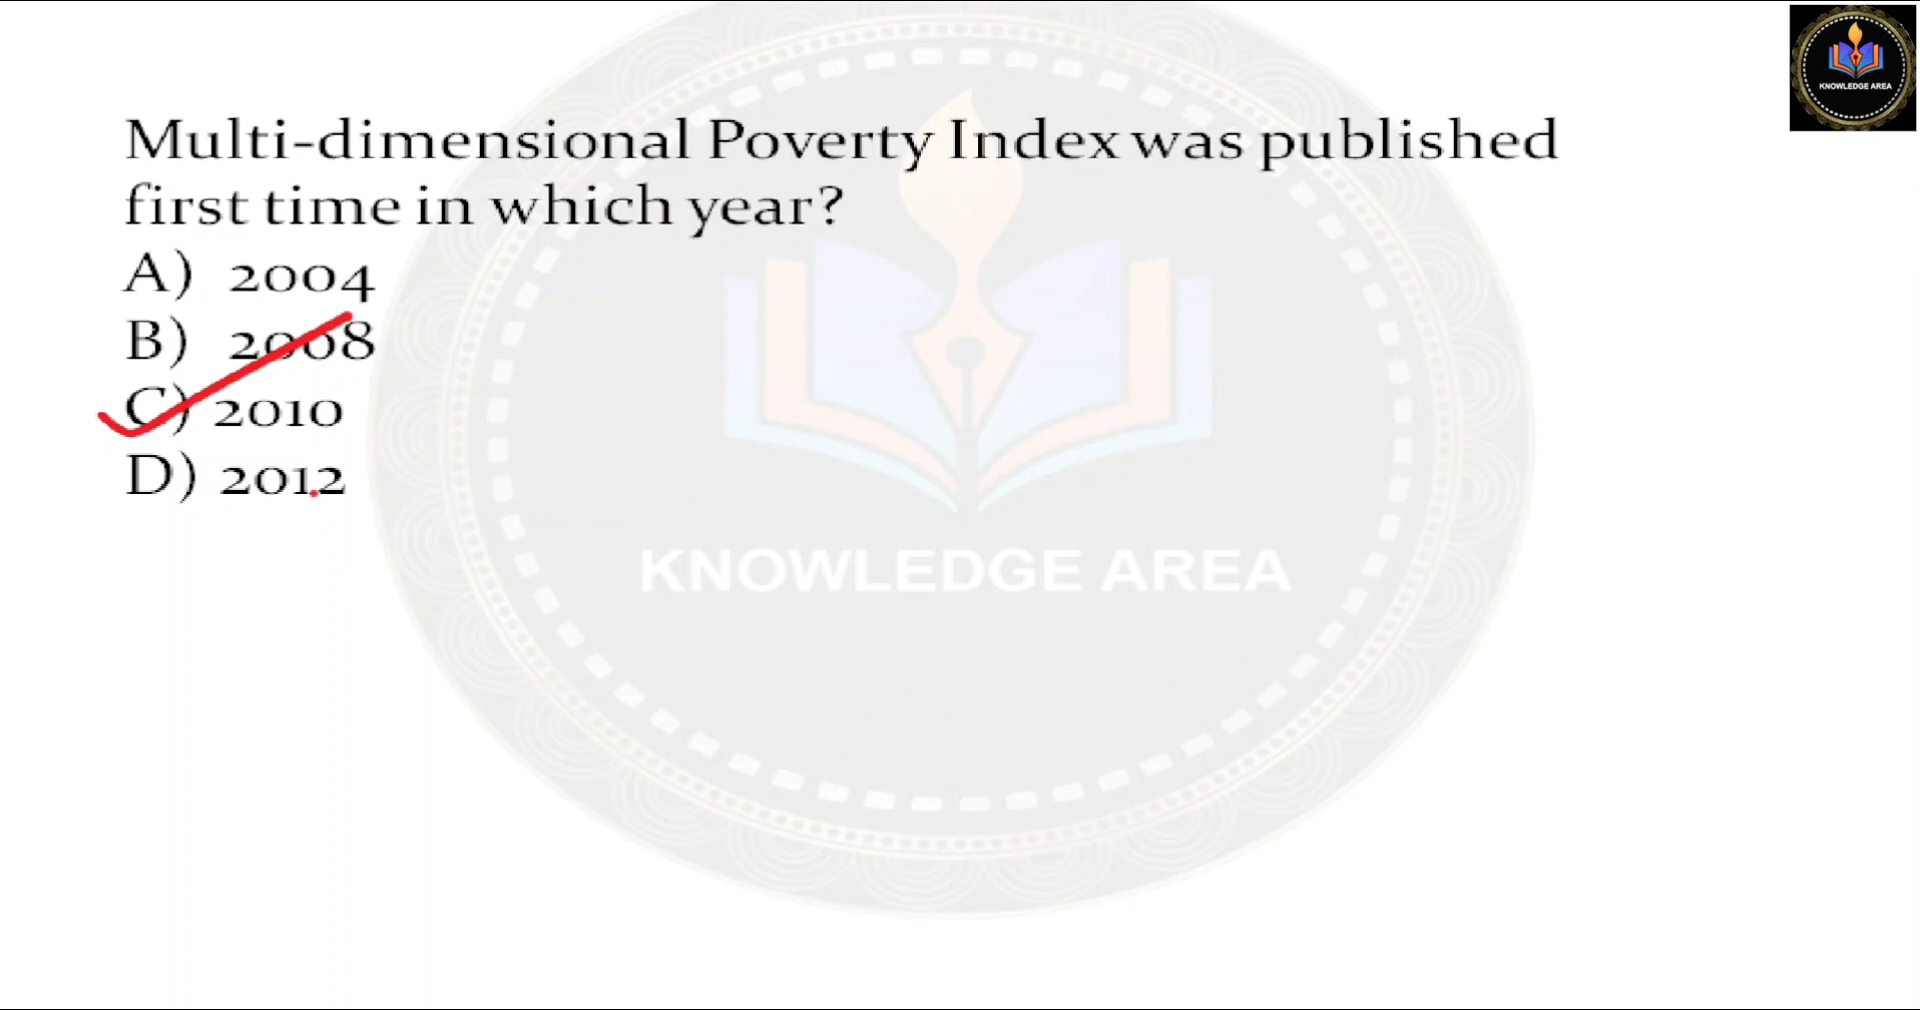 KNOWLEDGE AREA
Multi-dimensional Poverty Index was published
first time in which year?
A) 2004
B) 2008
C) 2010
D) 2012
KNOWLEDGE AREA